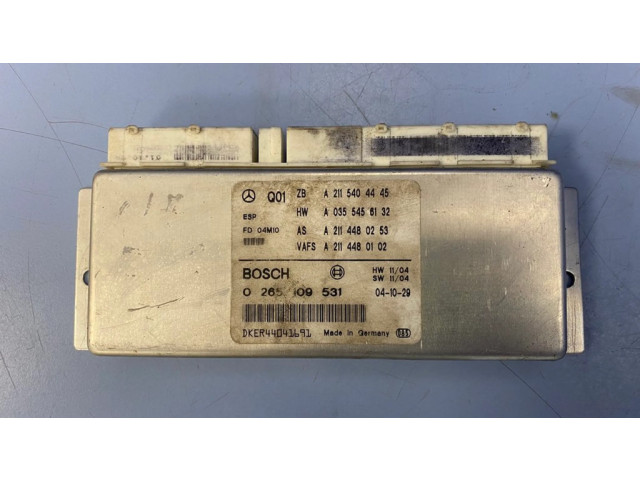 Q01 ZB A 211 540 44 45
ESP HW A 035 545 61 32
FD 04M10 AS A 211 448 02 53
VAFS A 211 448 01 02
BOSCH HW 11/04
SW 11/04
0 265 109 531 04-10-29
DKER44041691 Made in Germany